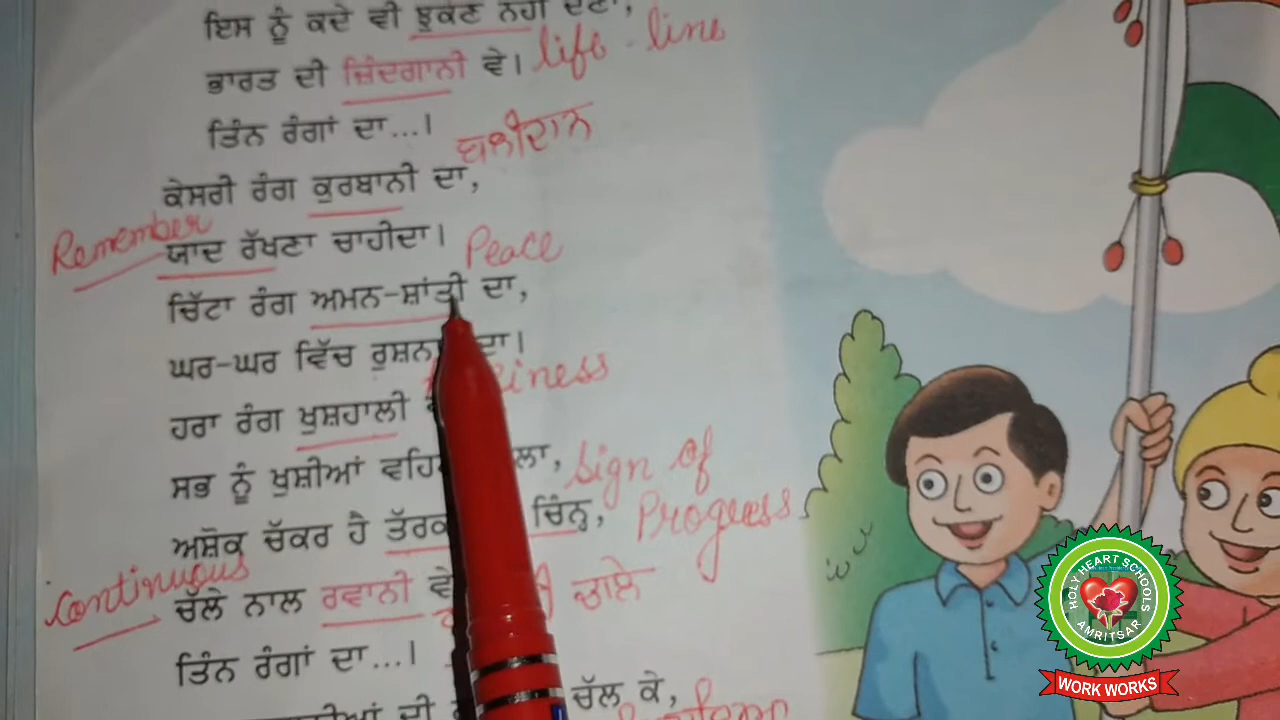 ਇਸ ਨੂੰ ਕਦੇ ਵੀ ਝੁਕਣ ਨਹੀਂ ਦੇਣਾ,
ਭਾਰਤ ਦੀ ਜ਼ਿੰਦਗਾਨੀ ਵੇ। life-line
ਤਿੰਨ ਰੰਗਾਂ ਦਾ...।
ਬਲੀਦਾਨ
ਕੇਸਰੀ ਰੰਗ ਕੁਰਬਾਨੀ ਦਾ,
Remember
ਯਾਦ ਰੱਖਣਾ ਚਾਹੀਦਾ। Peace
ਚਿੱਟਾ ਰੰਗ ਅਮਨ-ਸ਼ਾਂਤੀ ਦਾ,
ਘਰ-ਘਰ ਵਿੱਚ ਦਾ।
ਹਰਾ ਰੰਗ ਖੁਸ਼ਹਾਲੀ
ਸਭ ਨੂੰ ਖੁਸ਼ੀਆਂ Sign of
ਅਸ਼ੋਕ ਚੱਕਰ ਹੈ ਚਿੰਨ੍ਹ, Progress
Continuous
ਚੱਲੇ ਨਾਲ ਰਵਾਨੀ ਵੇ
ਤਿੰਨ ਰੰਗਾਂ ਦਾ...।
ਦੀ ਚੱਲ ਕੇ,
HOLY HEART SCHOOLS
AMRITSAR
WORK WORKS